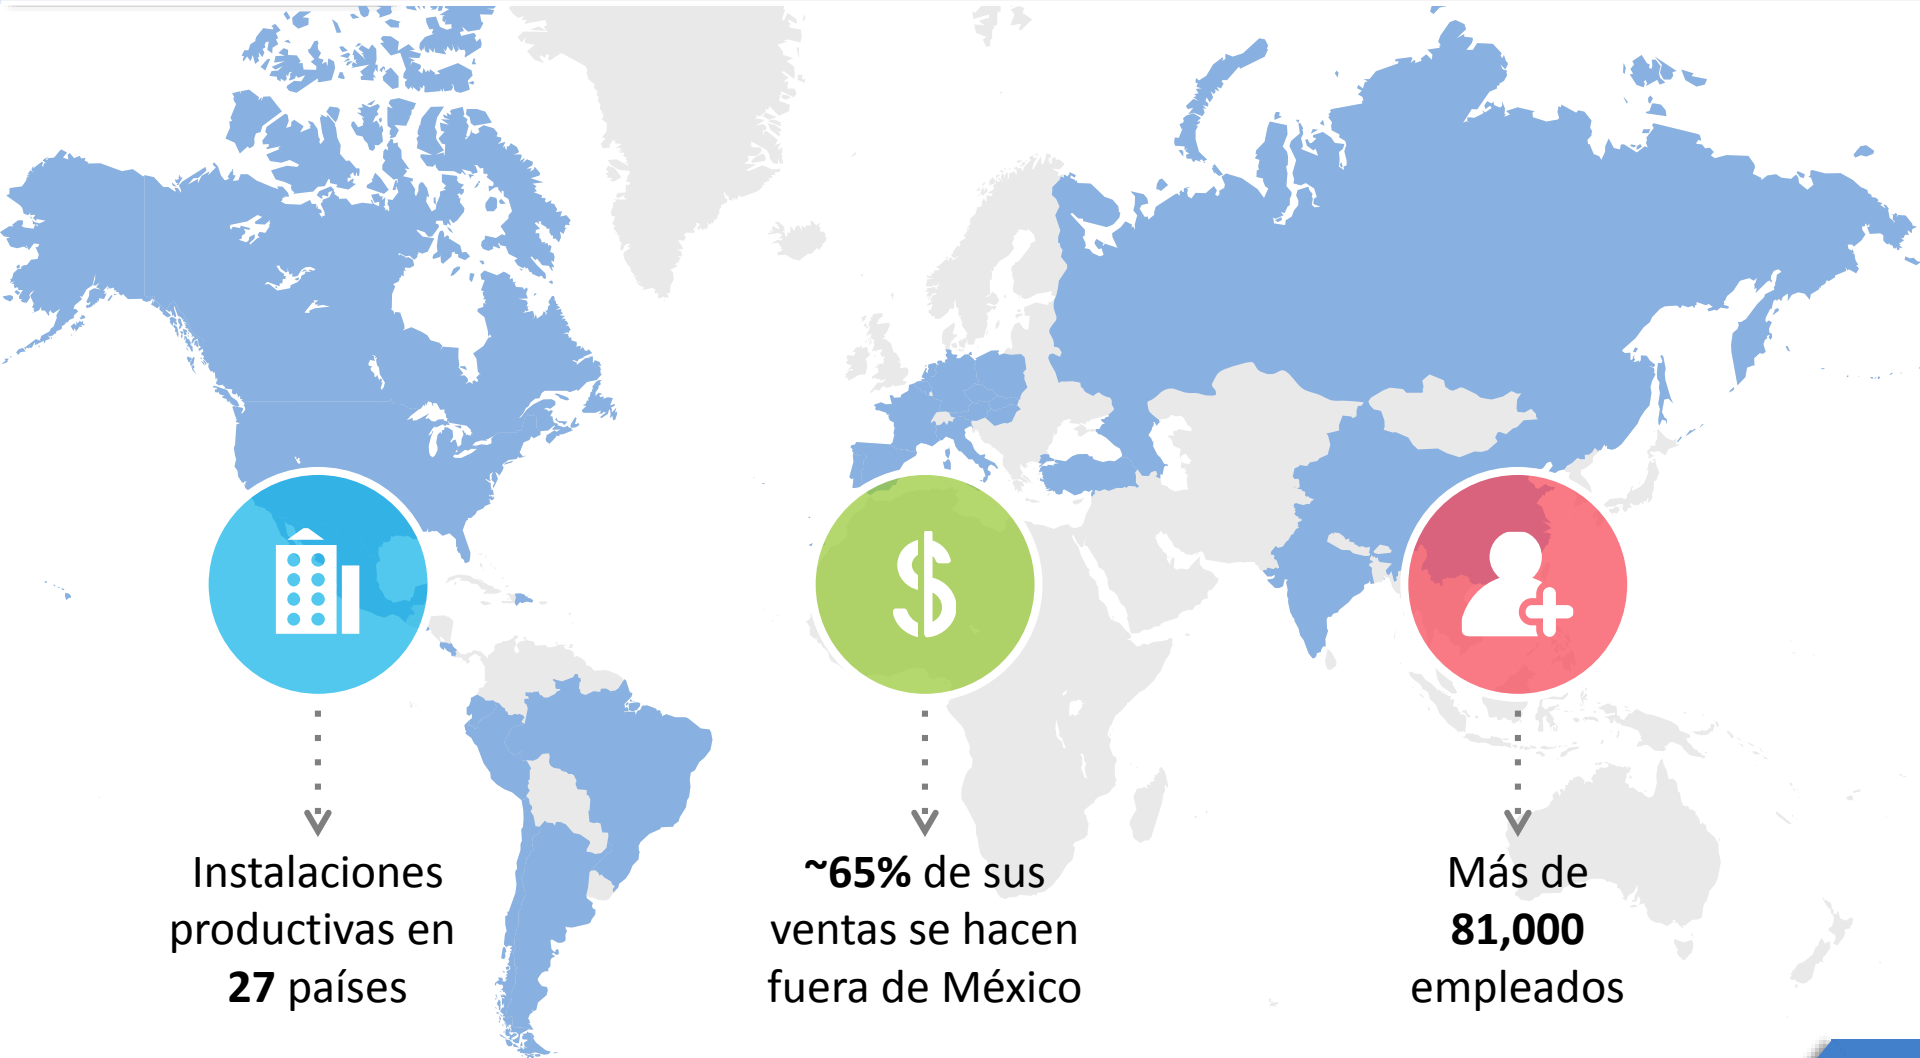 Instalaciones
productivas en
27 países
~65% de sus
ventas se hacen
fuera de México
Más de
81,000
empleados